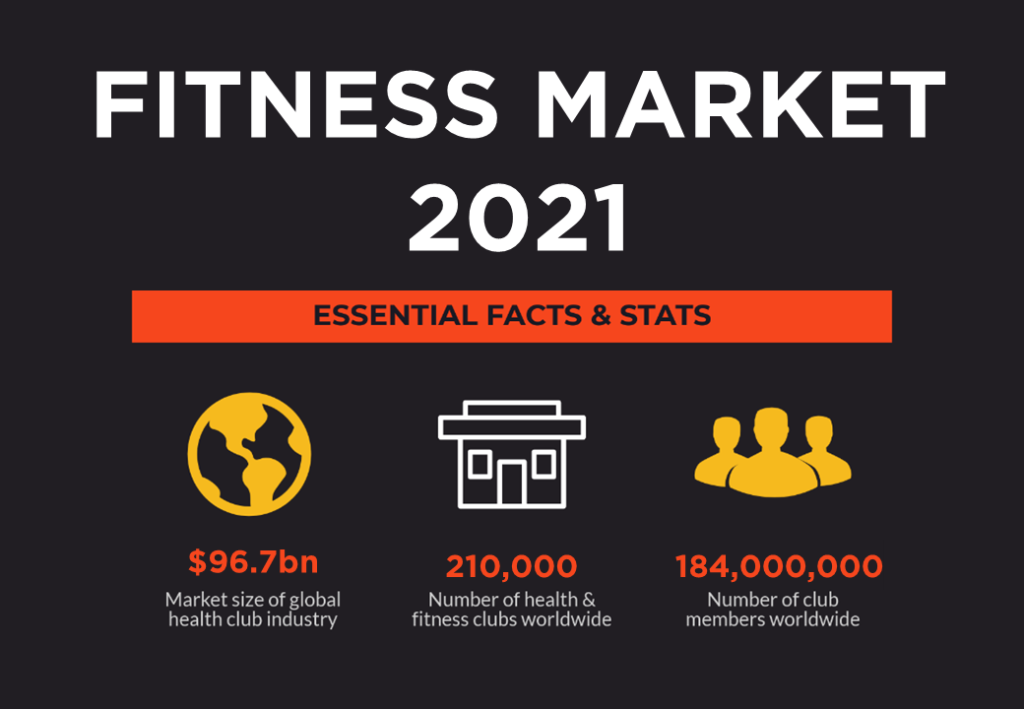 FITNESS MARKET
2021
ESSENTIAL FACTS & STATS
$96.7bn
Market size of global
health club industry
210,000
Number of health &
fitness clubs worldwide
184,000,000
Number of club
members worldwide